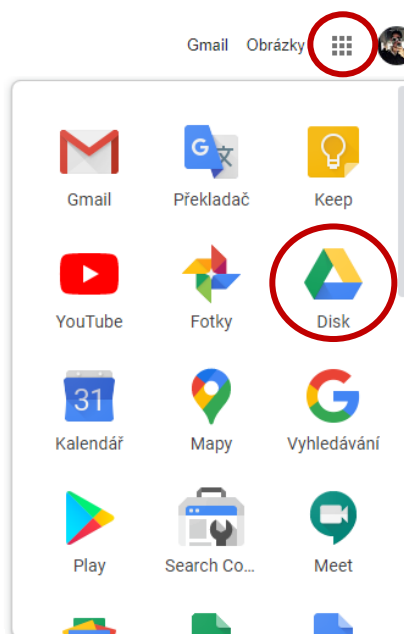 Gmail Obrázky
Gmail Překladač Keep
YouTube Fotky Disk
31
Kalendář Mapy Vyhledávání
Play Search Co... Meet